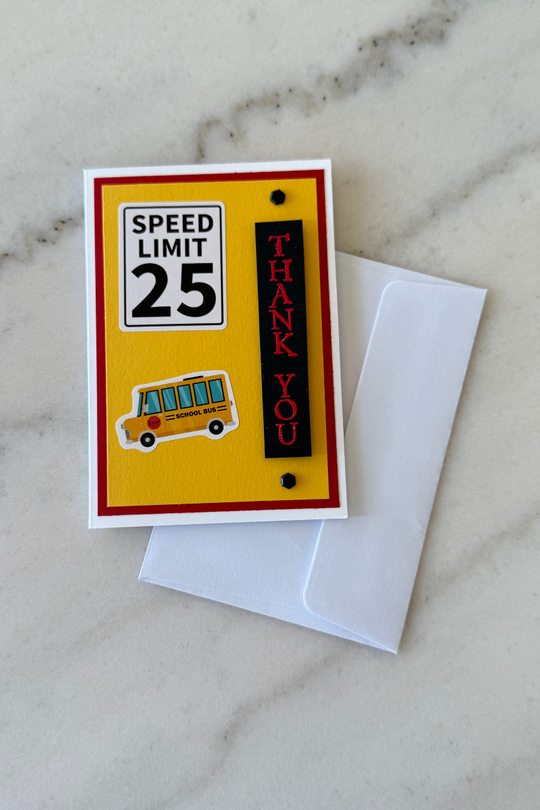 SPEED
LIMIT
25
THANK YOU
SCHOOL BUS